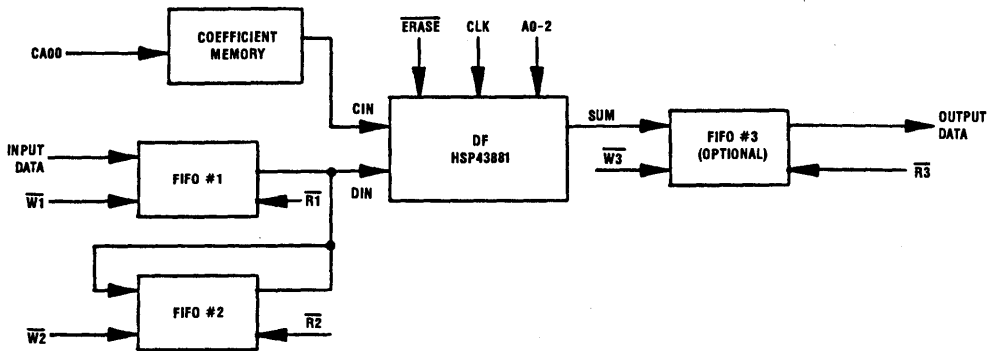 CA00
COEFFICIENT
MEMORY
ERASE
CLK
A0-2
CIN
DF
HSP43881
DIN
SUM
FIFO #3
(OPTIONAL)
W3
R3
OUTPUT
DATA
INPUT
DATA
FIFO #1
W1
R1
FIFO #2
W2
R2